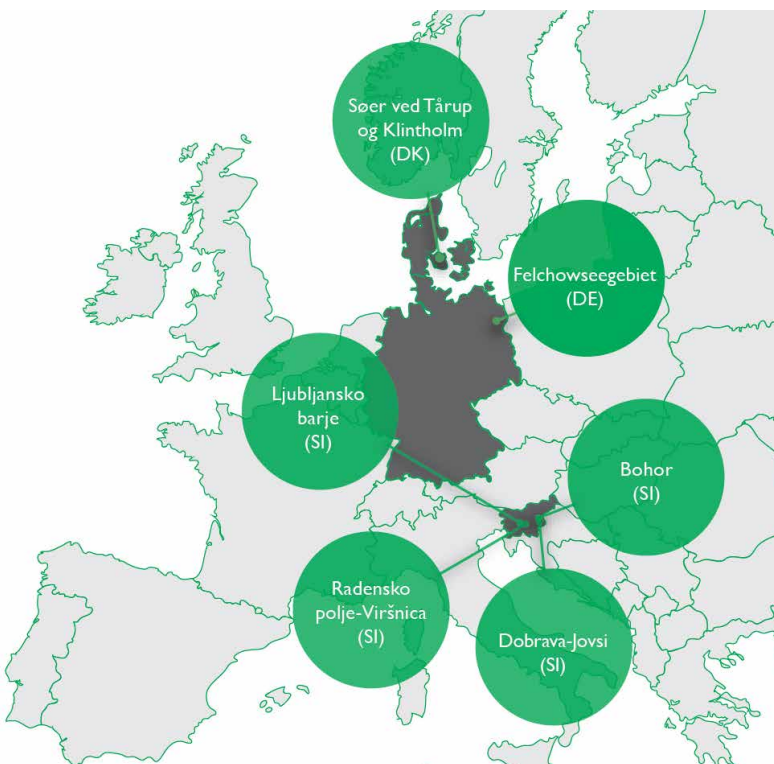 Søer ved Tårup
og Klintholm
(DK)
Felchowseegebiet
(DE)
Ljubljansko
barje
(SI)
Bohor
(SI)
Radensko
polje-Viršnica
(SI)
Dobrava-Jovsi
(SI)